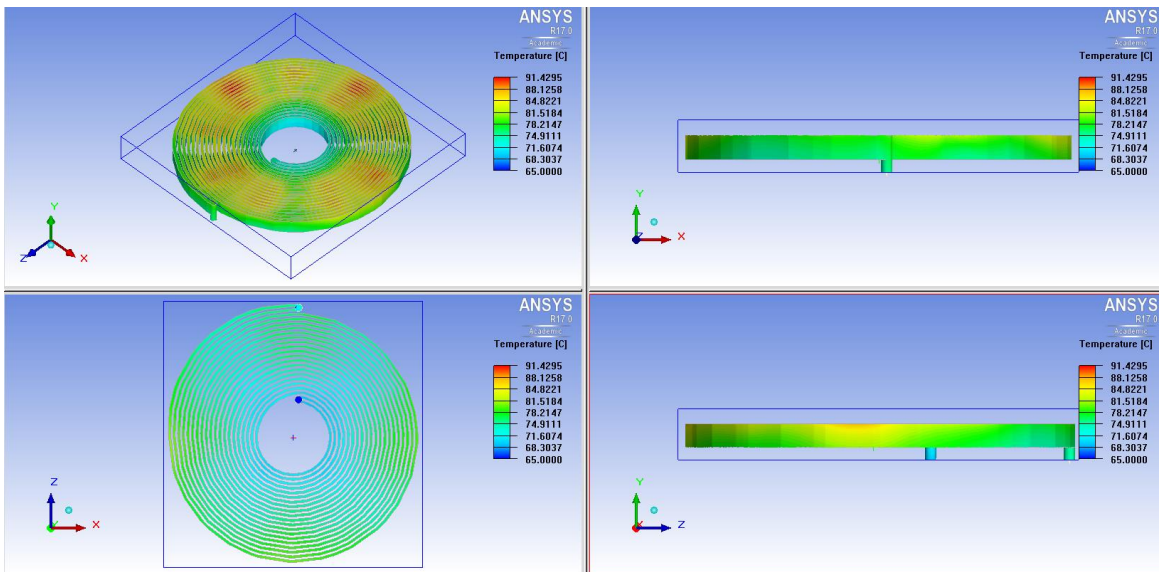 ANSYS
R17.0
Academic
Temperature [C]
91.4295
88.1258
84.8221
81.5184
78.2147
74.9111
71.6074
68.3037
65.0000
Y
Z
X
ANSYS
R17.0
Academic
Temperature [C]
91.4295
88.1258
84.8221
81.5184
78.2147
74.9111
71.6074
68.3037
65.0000
Y
Z
X
ANSYS
R17.0
Academic
Temperature [C]
91.4295
88.1258
84.8221
81.5184
78.2147
74.9111
71.6074
68.3037
65.0000
Z
Y
X
ANSYS
R17.0
Academic
Temperature [C]
91.4295
88.1258
84.8221
81.5184
78.2147
74.9111
71.6074
68.3037
65.0000
Y
X
Z